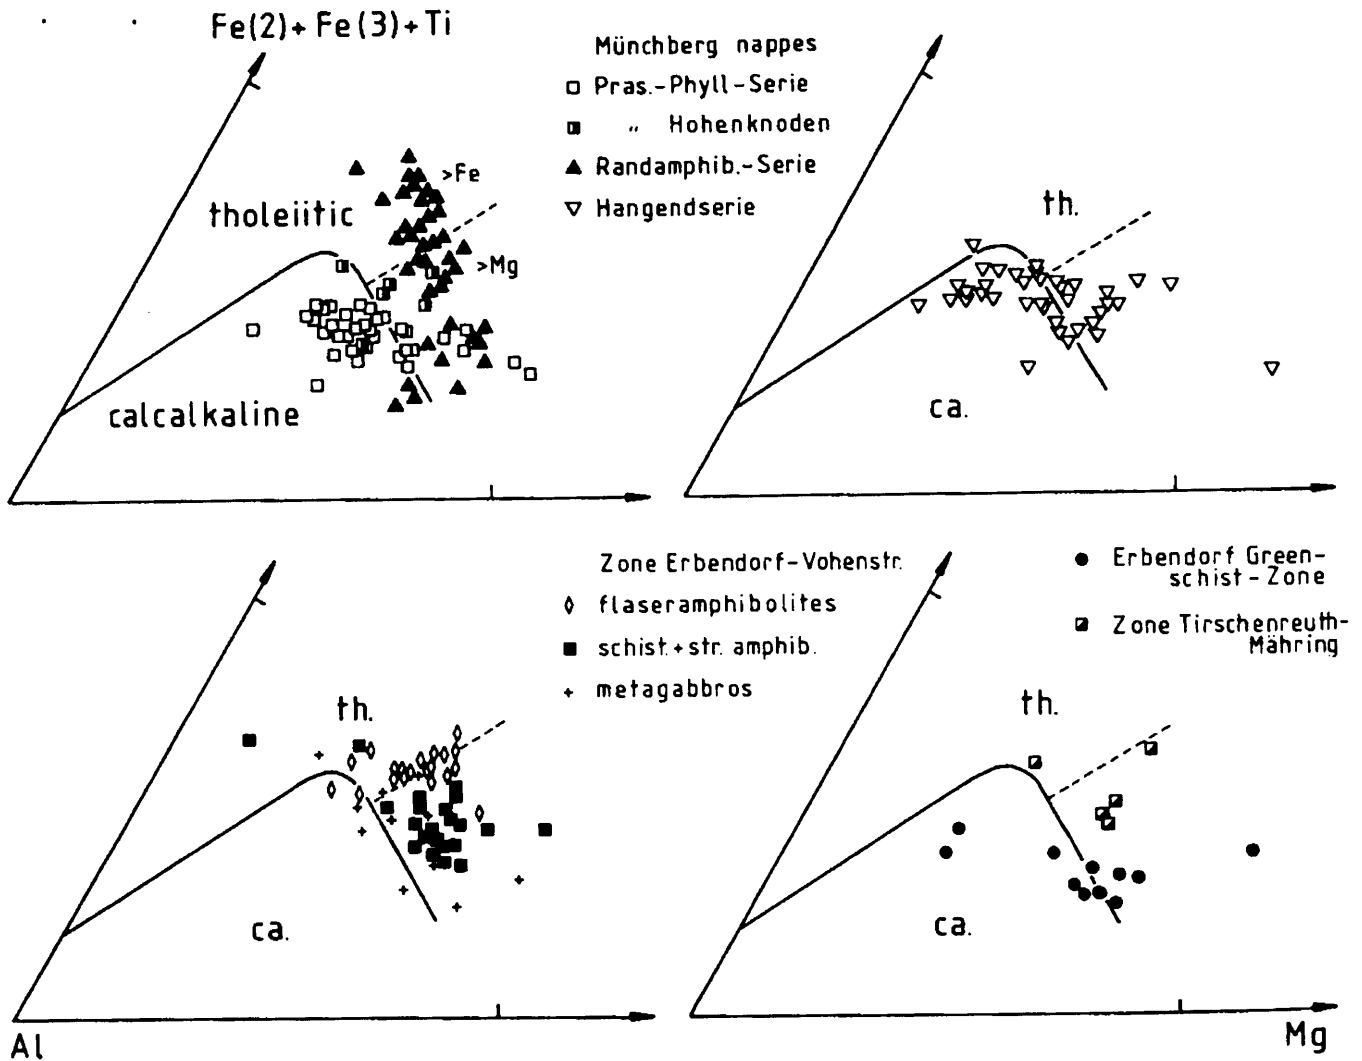 Fe(2)+Fe(3)+Ti
Münchberg nappes
Pras.-Phyll-Serie
„ Hohenknoden
Randamphib.-Serie
Hangendserie
>Fe
tholeiitic
>Mg
calcalkaline
th.
ca.
Zone Erbendorf-Vohenstr.
flaseramphibolites
schist.+str. amphib.
metagabbros
th.
ca.
Erbendorf Green-
schist-Zone
Zone Tirschenreuth-
Mähring
th.
ca.
Al
Mg